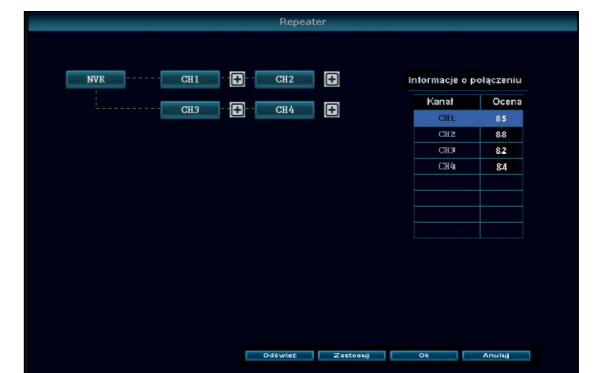 Repeater
NVR CH1 CH2
CH3 CH4
Informacje o połączeniu
Kanał Ocena
CH1 85
CH2 88
CH3 82
CH4 84
Odśwież Zastosuj Ok Anuluj